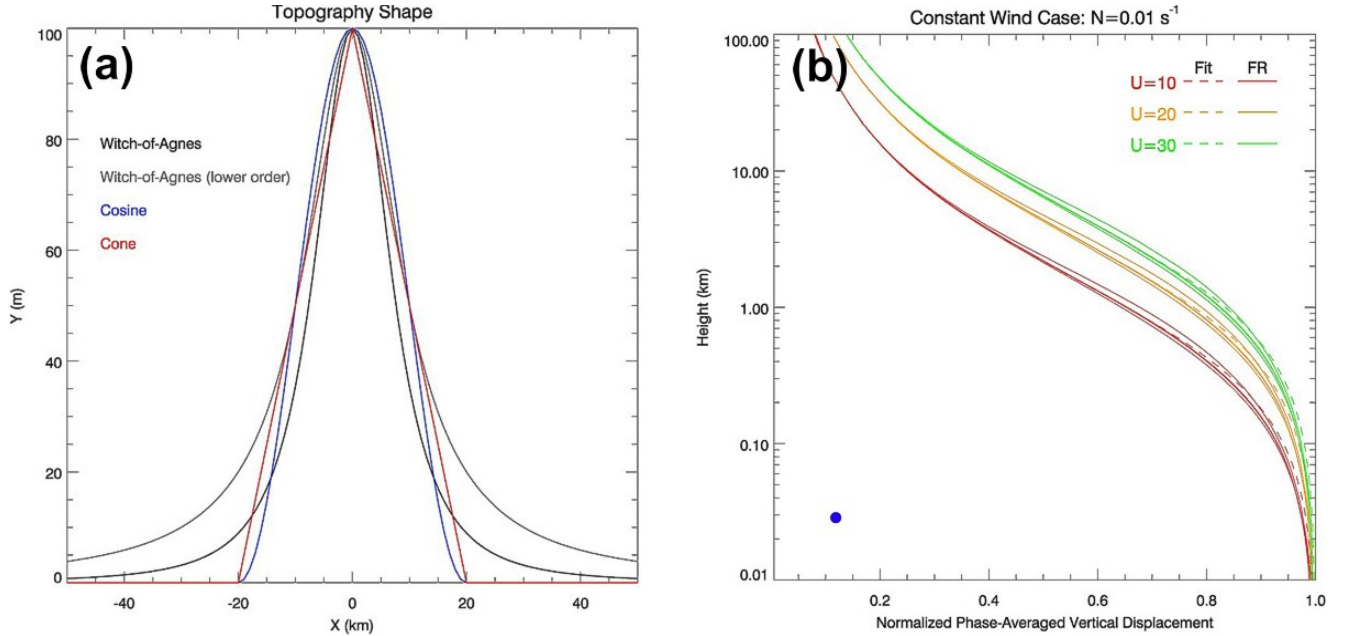 Topography Shape
(a)
100
80
60
40
20
0
Y (m)
Witch-of-Agnes
Witch-of-Agnes (lower order)
Cosine
Cone
-40 -20 0 20 40
X (km)
Constant Wind Case: N=0.01 s⁻¹
(b)
100.00
10.00
1.00
0.10
0.01
Height (km)
Fit FR
U=10
U=20
U=30
0.2 0.4 0.6 0.8 1.0
Normalized Phase-Averaged Vertical Displacement